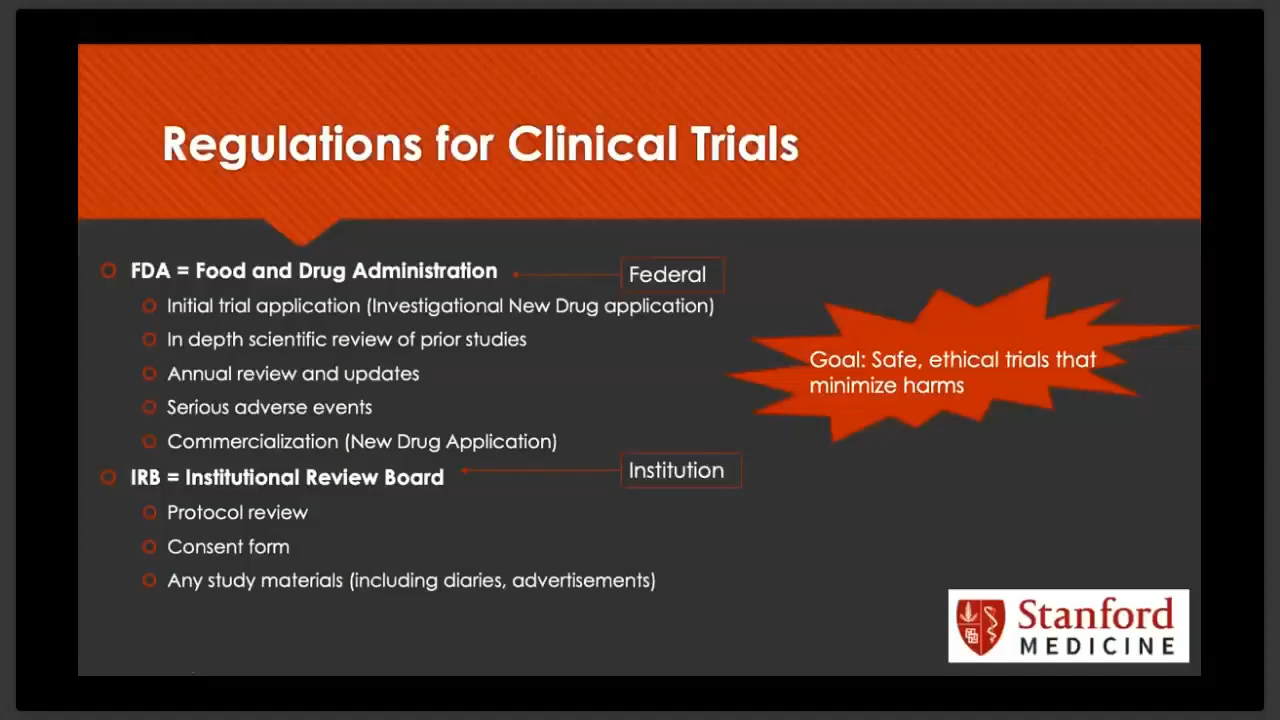 Regulations for Clinical Trials
FDA = Food and Drug Administration
Federal
Initial trial application (Investigational New Drug application)
In depth scientific review of prior studies
Annual review and updates
Serious adverse events
Commercialization (New Drug Application)
IRB = Institutional Review Board
Institution
Protocol review
Consent form
Any study materials (including diaries, advertisements)
Goal: Safe, ethical trials that
minimize harms
Stanford
MEDICINE